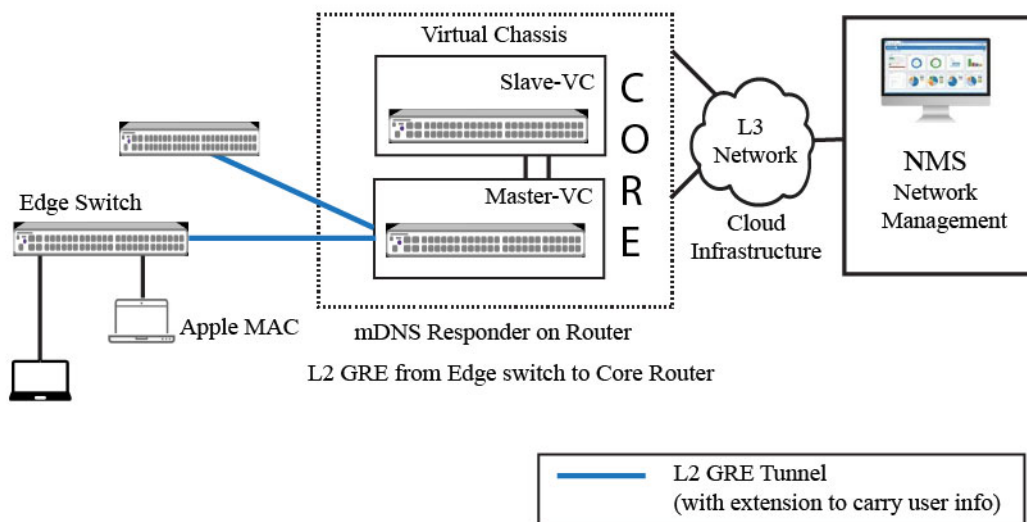 Virtual Chassis
Slave-VC
Master-VC
C
O
R
E
Edge Switch
Apple MAC
mDNS Responder on Router
L2 GRE from Edge switch to Core Router
L3
Network
Cloud
Infrastructure
NMS
Network
Management
L2 GRE Tunnel
(with extension to carry user info)